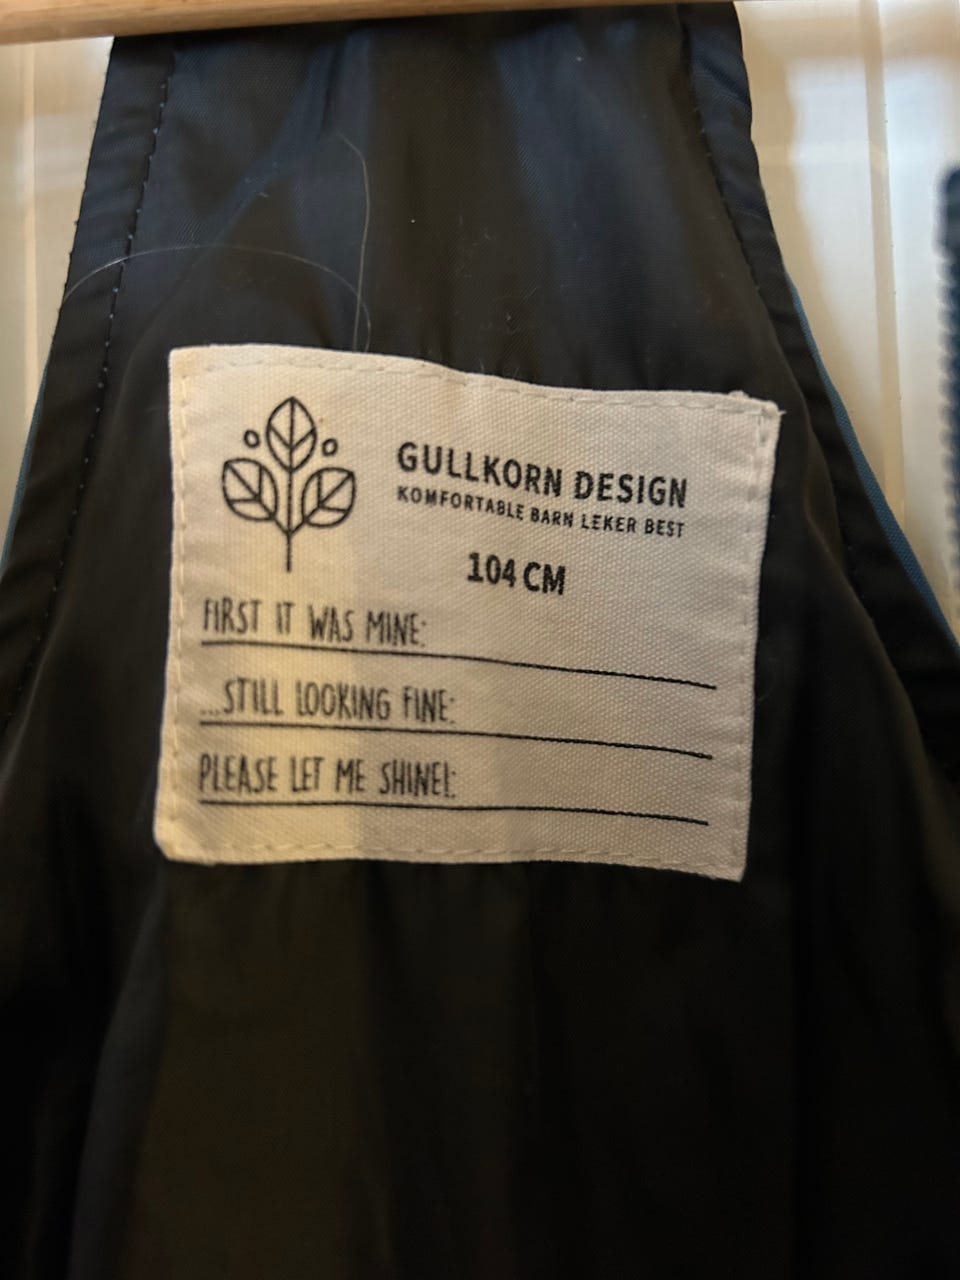 GULLKORN DESIGN
KOMFORTABLE BARN LEKER BEST
104 CM
FIRST IT WAS MINE:
...STILL LOOKING FINE:
PLEASE LET ME SHINE!: